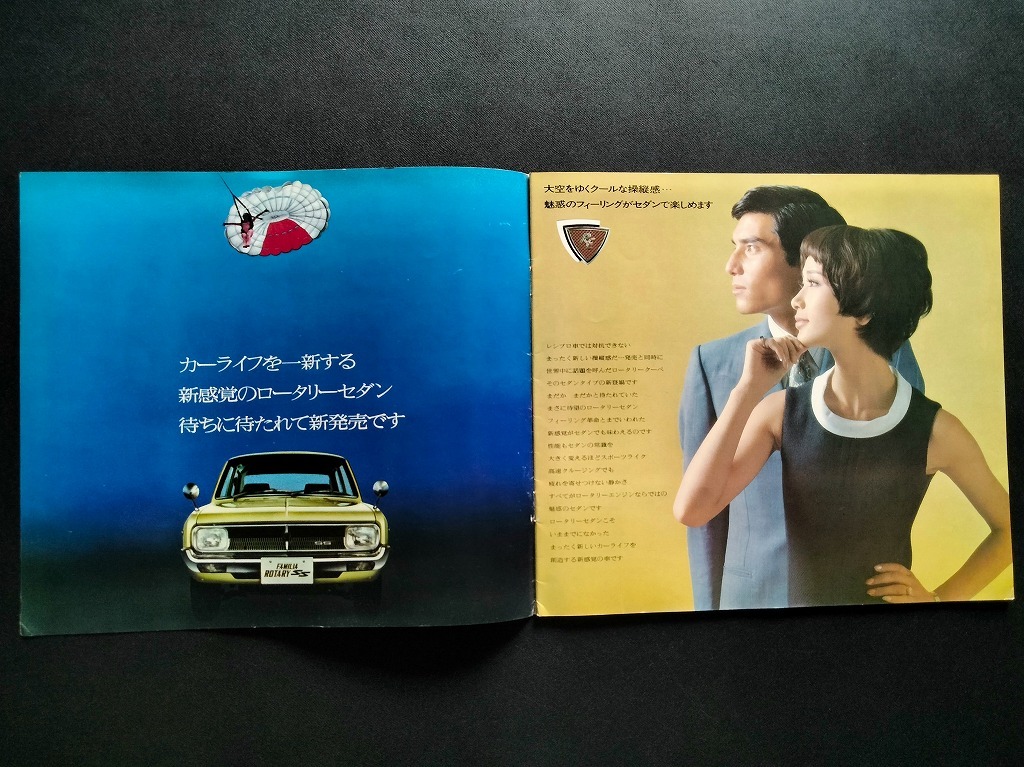 カーライフを一新する
新感覚のロータリーセダン
待ちに待たれて新発売です
SS
FAMILIA
ROTARY SS
大空をゆくクールな操縦感…
魅惑のフィーリングがセダンで楽しめます
レシプロ車では対抗できない
まったく新しい操縦感だ—発売と同時に
世界中に話題を呼んだロータリークーペ
そのセダンタイプの新登場です
まだか まだかと待たれていた
まさに待望のロータリーセダン
フィーリング革命とまでいわれた
新感覚がセダンでも味わえるのです
性能もセダンの常識を
大きく変えるほどスポーツライク
高速クルージングでも
疲れを寄せつけない静かさ
すべてがロータリーエンジンならではの
魅惑のセダンです
ロータリーセダンこそ
いままでになかった
まったく新しいカーライフを
創造する新感覚の車です